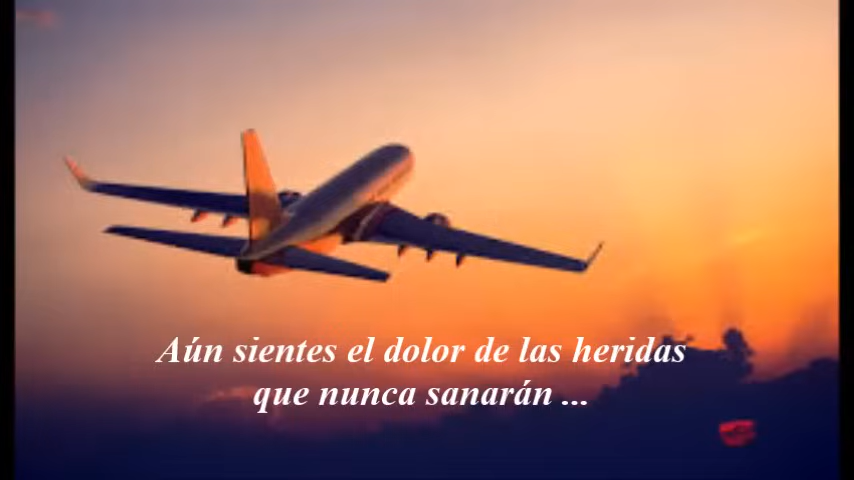 Aún sientes el dolor de las heridas
que nunca sanarán ...